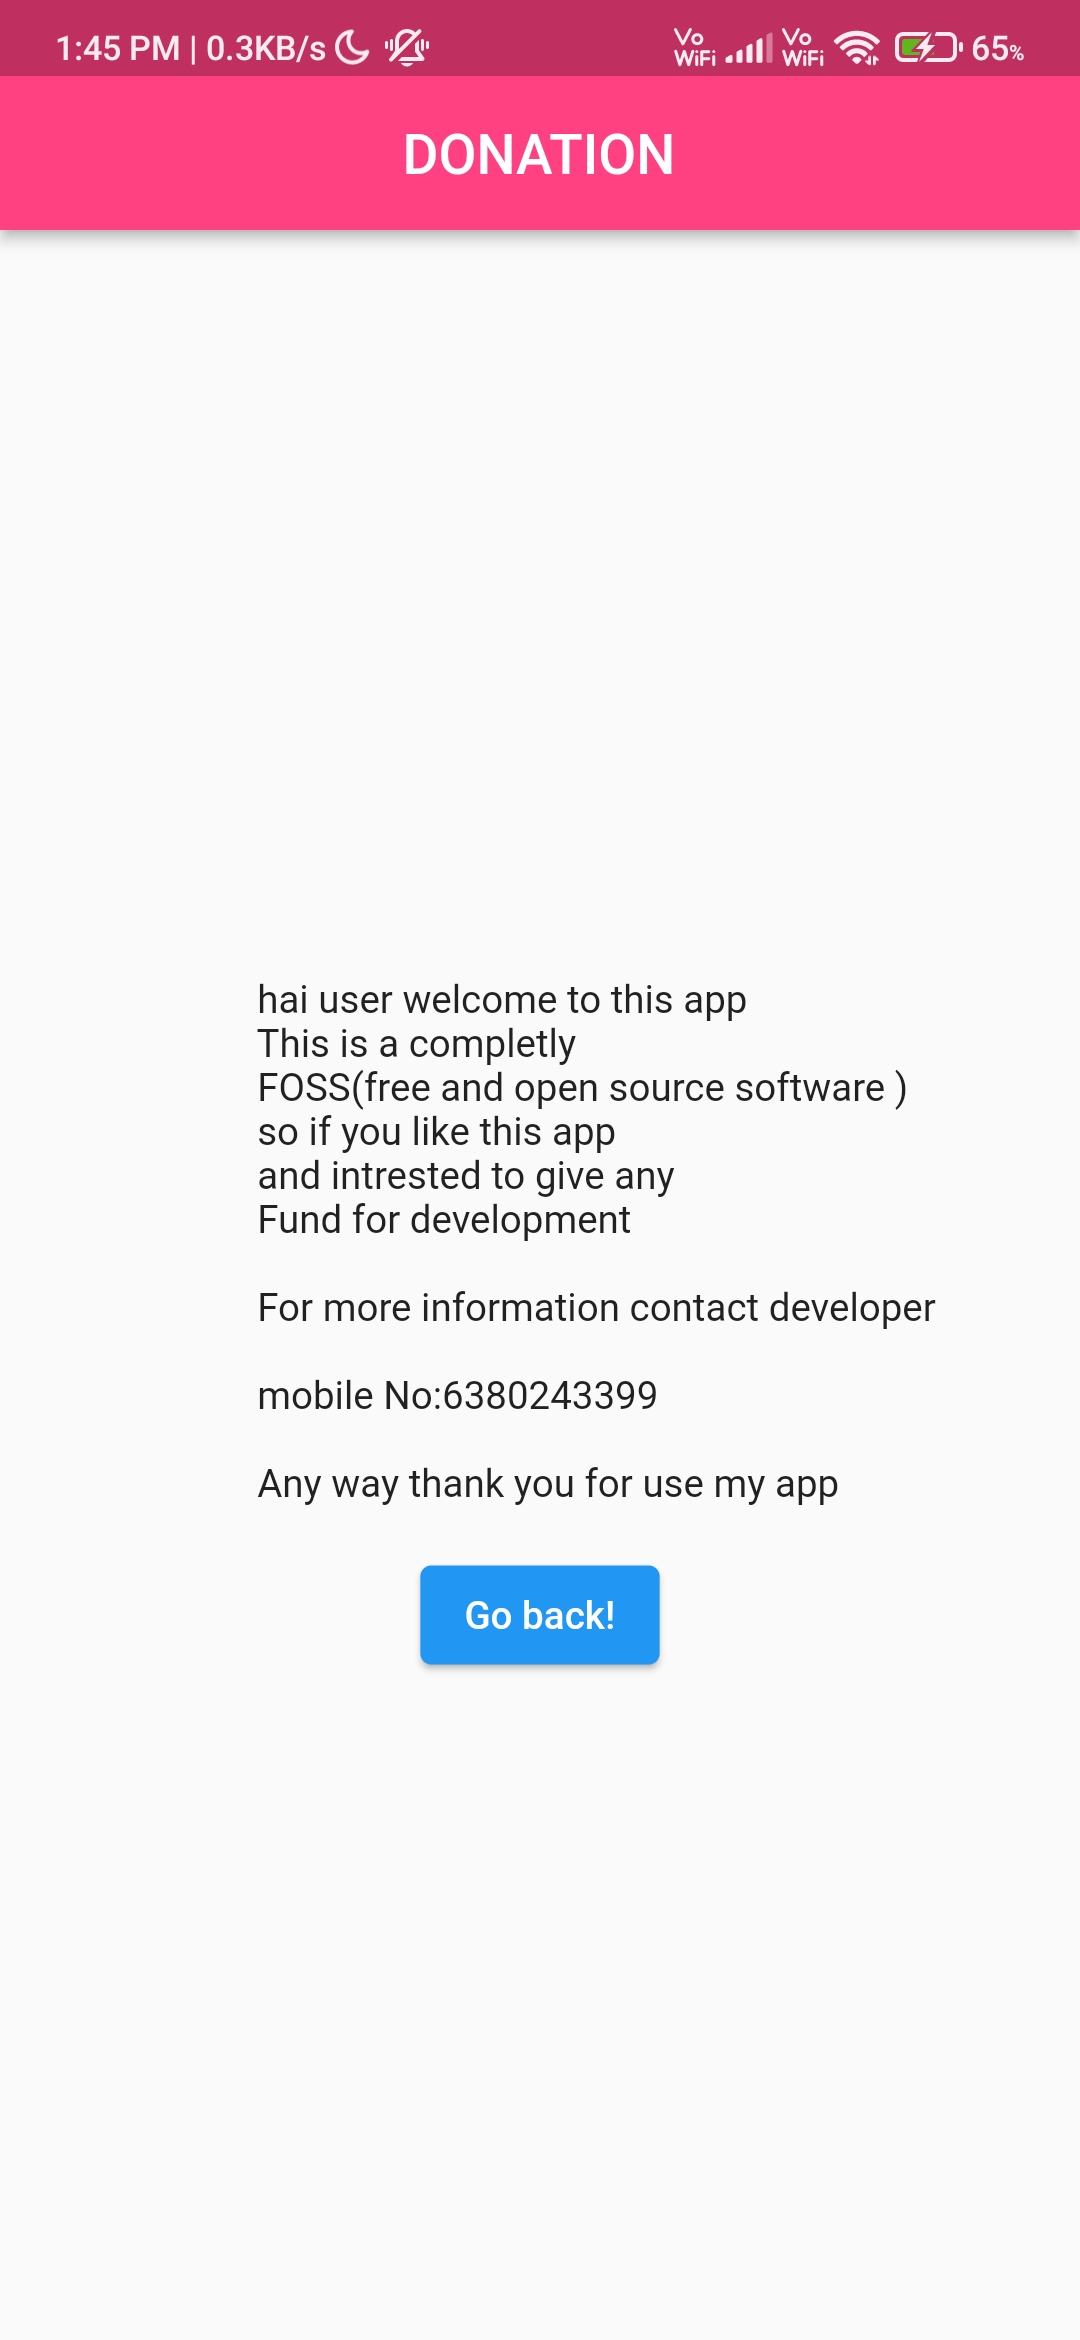 1:45 PM | 0.3KB/s Vo WiFi Vo WiFi 65%
DONATION
hai user welcome to this app
This is a completly
FOSS(free and open source software )
so if you like this app
and intrested to give any
Fund for development
For more information contact developer
mobile No:6380243399
Any way thank you for use my app
Go back!